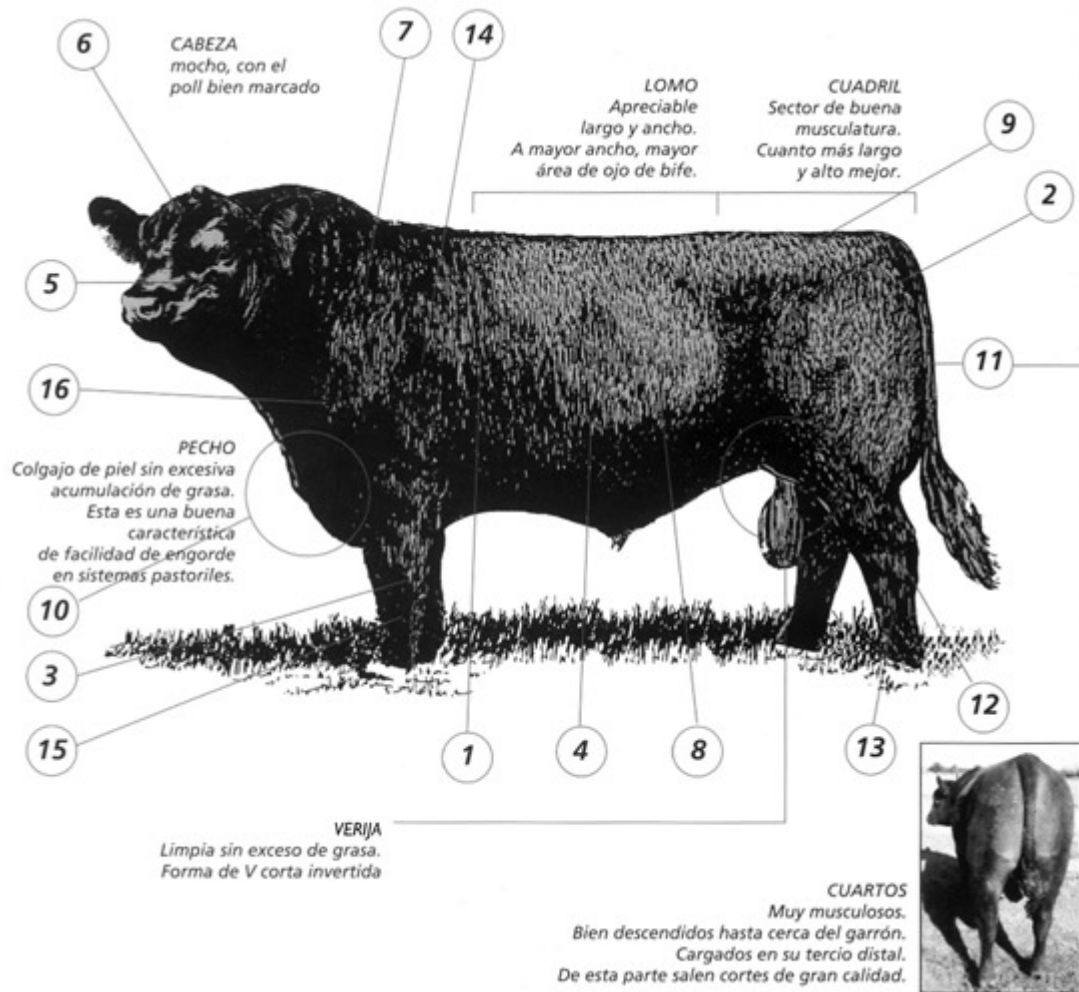 6
7
14
CABEZA
mocho, con el
poll bien marcado
LOMO
Apreciable
largo y ancho.
A mayor ancho, mayor
área de ojo de bife.
CUADRIL
Sector de buena
musculatura.
Cuanto más largo
y alto mejor.
9
2
5
11
16
PECHO
Colgajo de piel sin excesiva
acumulación de grasa.
Esta es una buena
característica
de facilidad de engorde
en sistemas pastoriles.
10
3
15
1
4
8
13
12
VERIJA
Limpia sin exceso de grasa.
Forma de V corta invertida
CUARTOS
Muy musculosos.
Bien descendidos hasta cerca del garrón.
Cargados en su tercio distal.
De esta parte salen cortes de gran calidad.